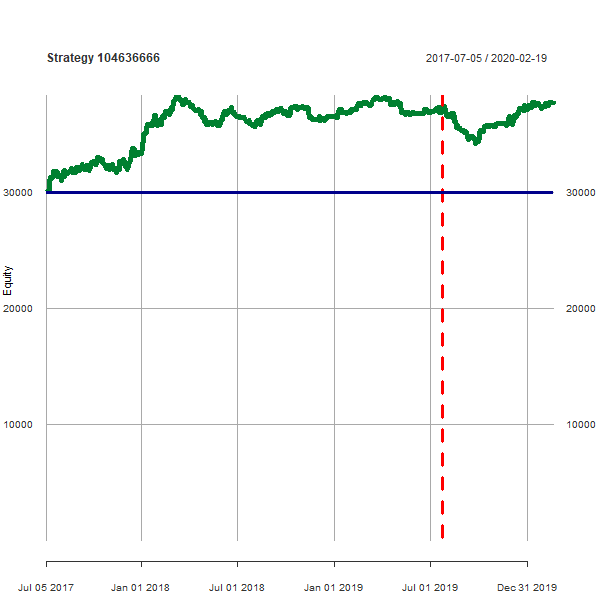 Strategy 104636666
2017-07-05 / 2020-02-19
30000
30000
Equity
20000
20000
10000
10000
Jul 05 2017
Jan 01 2018
Jul 01 2018
Jan 01 2019
Jul 01 2019
Dec 31 2019